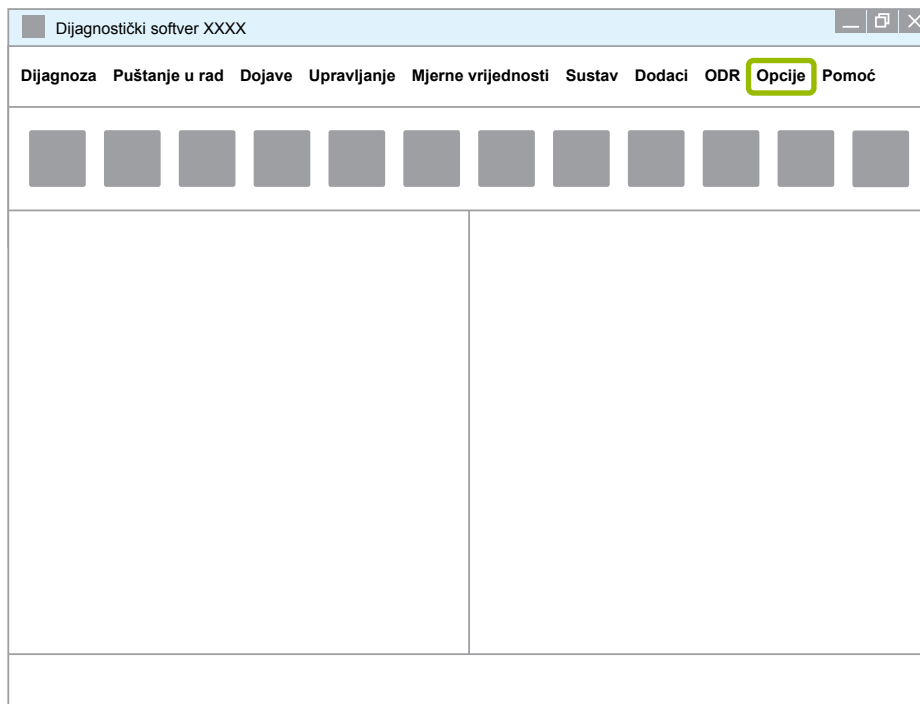 Dijagnostički softver XXXX
Dijagnoza Puštanje u rad Dojave Upravljanje Mjerne vrijednosti Sustav Dodaci ODR Opcije Pomoć